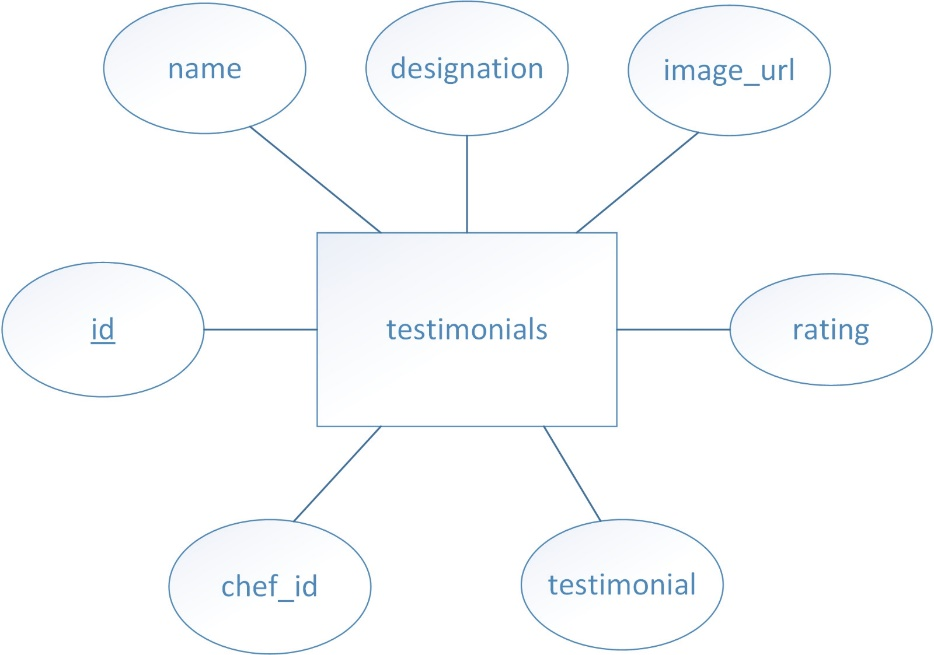 name
designation
image_url
id
testimonials
rating
chef_id
testimonial